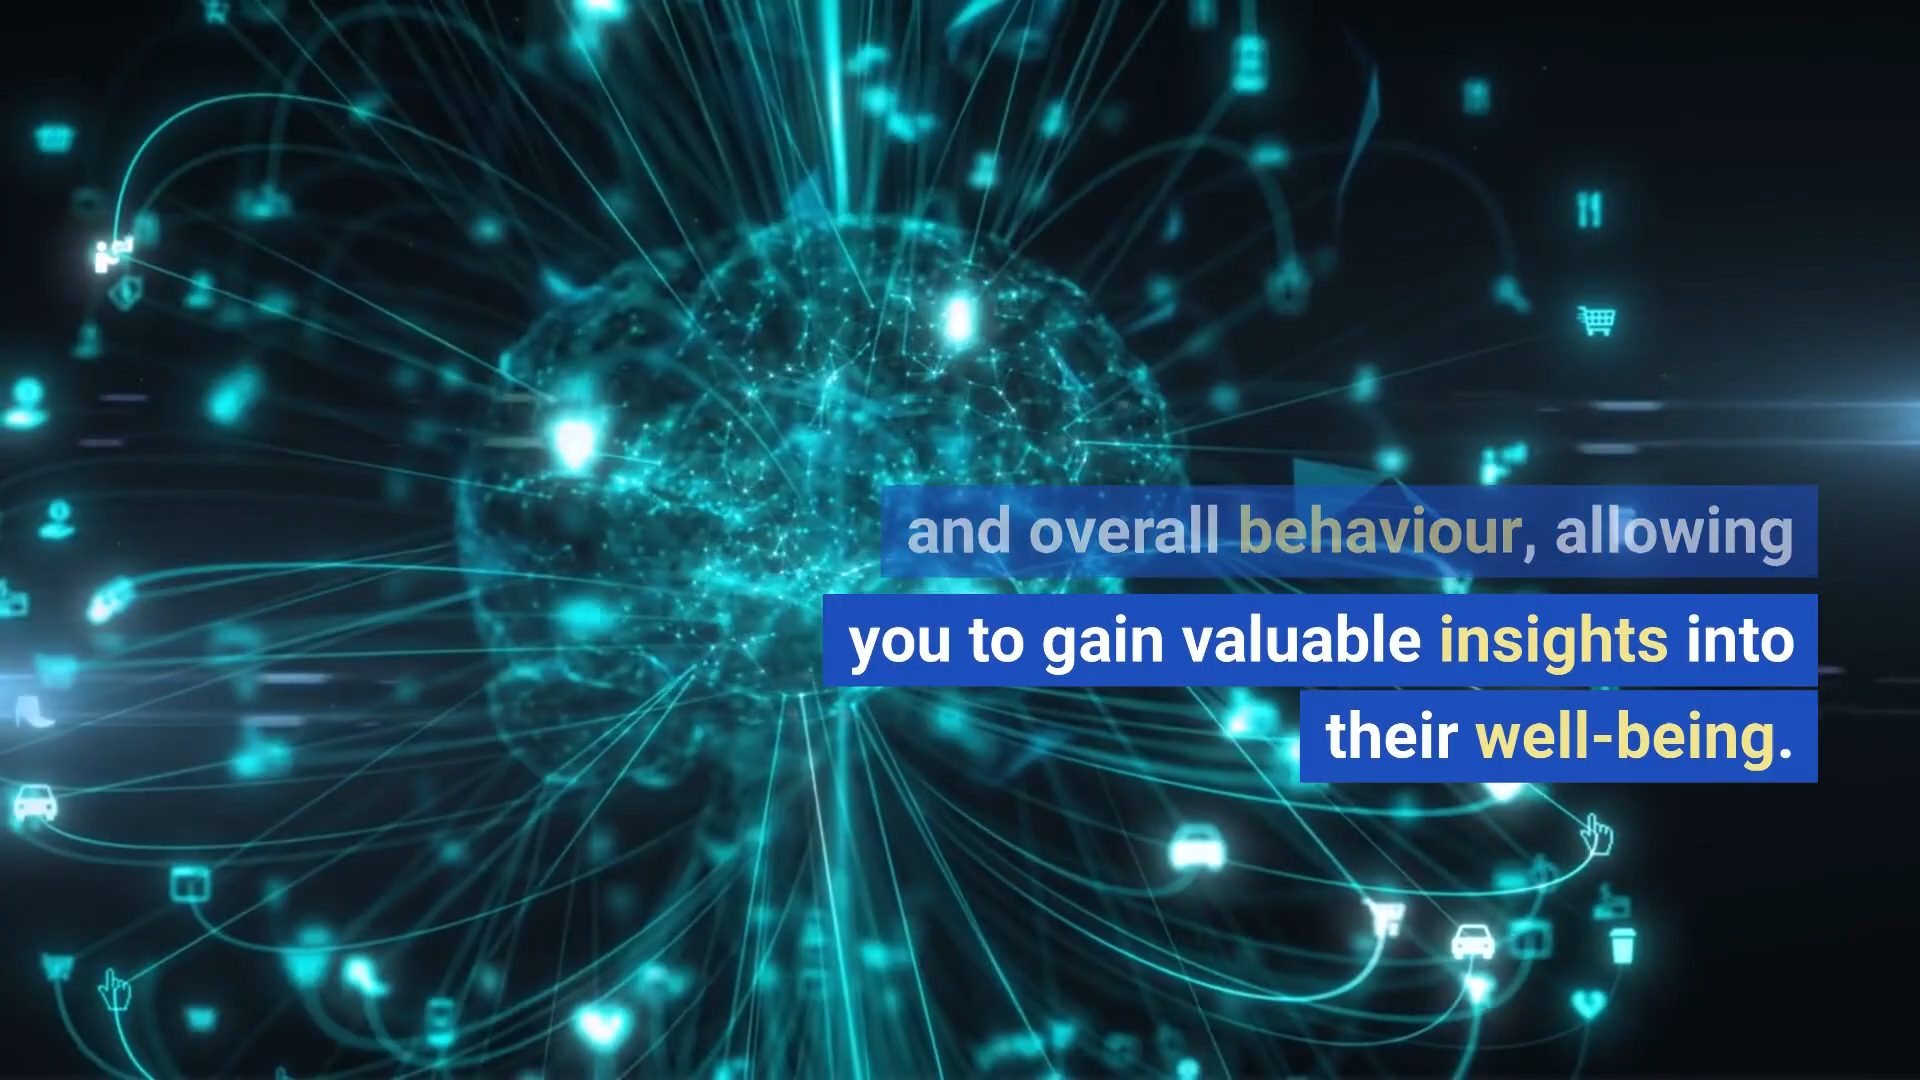 and overall behaviour, allowing
you to gain valuable insights into
their well-being.